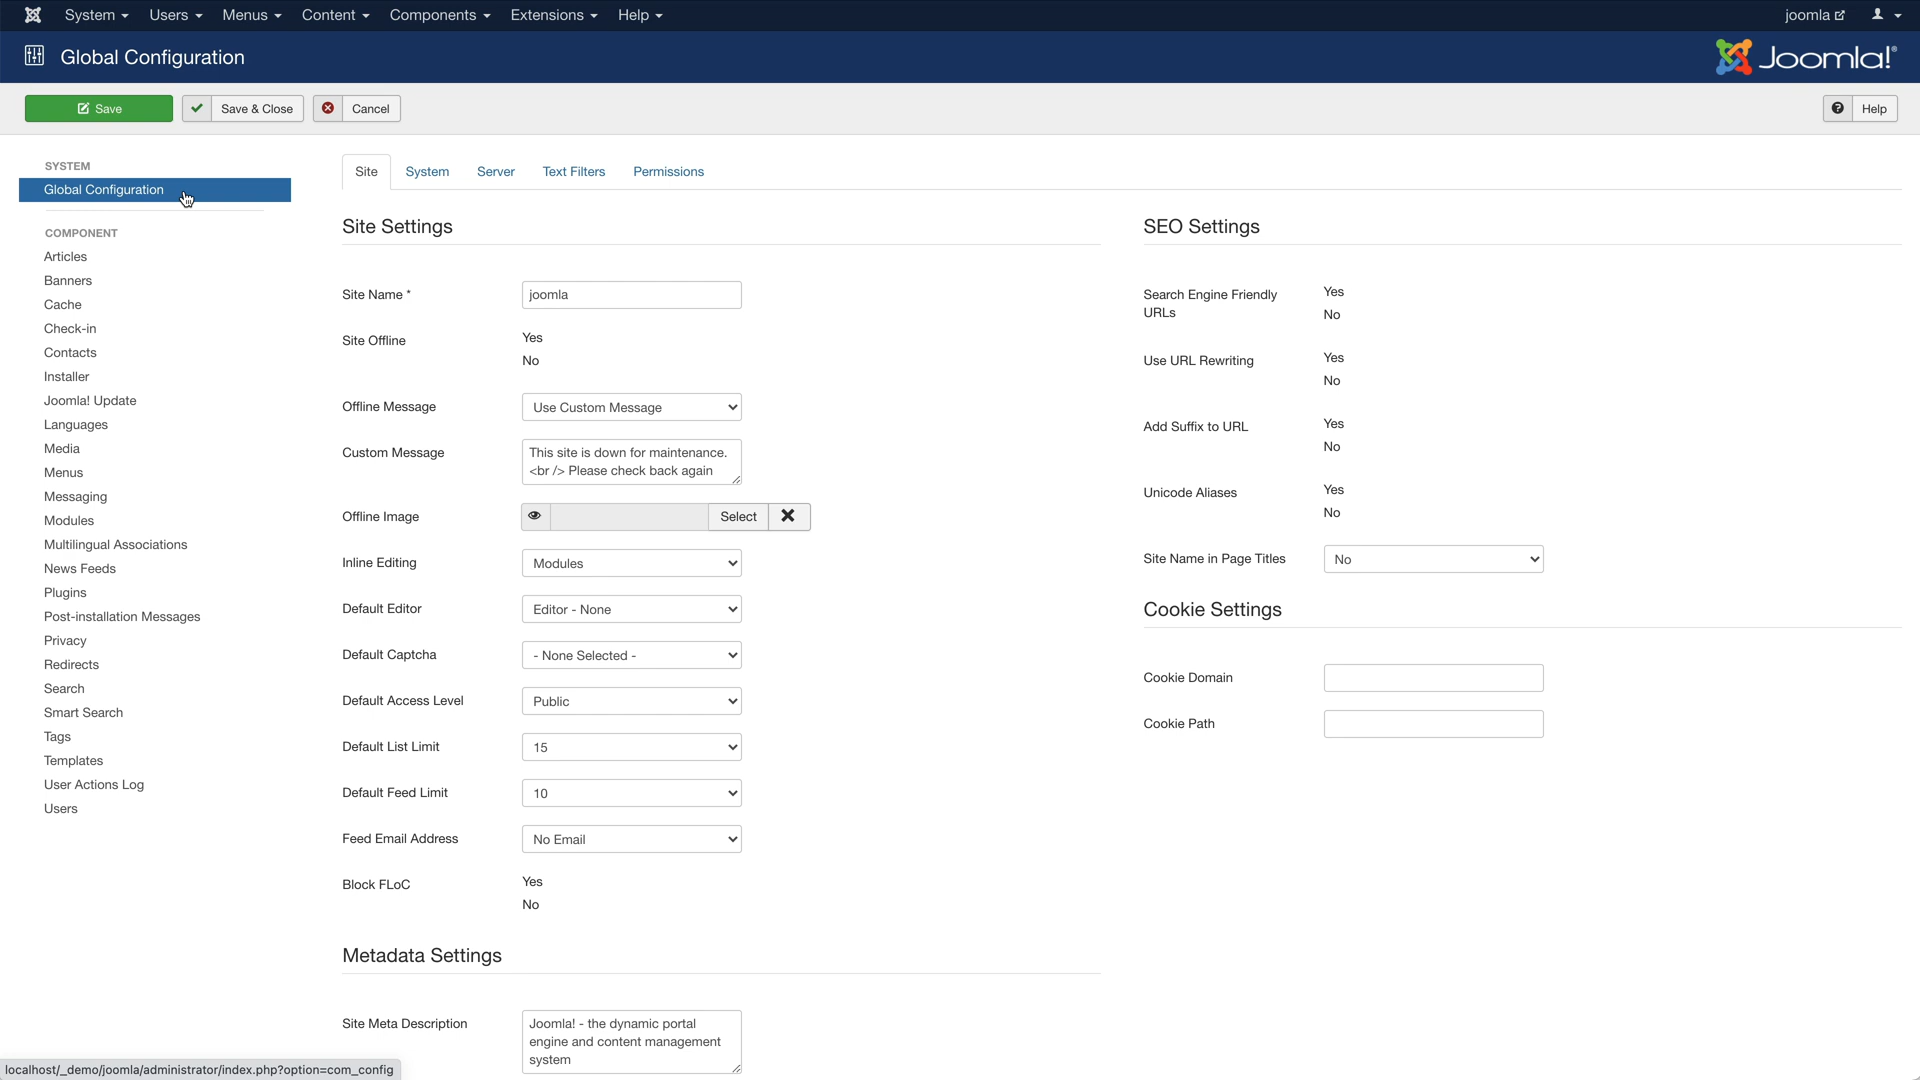 System
Users
Menus
Content
Components
Extensions
Help
joomla
Global Configuration
Joomla!®
Save
Save & Close
Cancel
Help
SYSTEM
Global Configuration
COMPONENT
Articles
Banners
Cache
Check-in
Contacts
Installer
Joomla! Update
Languages
Media
Menus
Messaging
Modules
Multilingual Associations
News Feeds
Plugins
Post-installation Messages
Privacy
Redirects
Search
Smart Search
Tags
Templates
User Actions Log
Users
Site
System
Server
Text Filters
Permissions
Site Settings
Site Name *
joomla
Site Offline
Yes
No
Offline Message
Use Custom Message
Custom Message
This site is down for maintenance.
<br /> Please check back again
Offline Image
Select
Inline Editing
Modules
Default Editor
Editor - None
Default Captcha
- None Selected -
Default Access Level
Public
Default List Limit
15
Default Feed Limit
10
Feed Email Address
No Email
Block FLoC
Yes
No
Metadata Settings
Site Meta Description
Joomla! - the dynamic portal
engine and content management
system
SEO Settings
Search Engine Friendly
URLs
Yes
No
Use URL Rewriting
Yes
No
Add Suffix to URL
Yes
No
Unicode Aliases
Yes
No
Site Name in Page Titles
No
Cookie Settings
Cookie Domain
Cookie Path
localhost/_demo/joomla/administrator/index.php?option=com_config